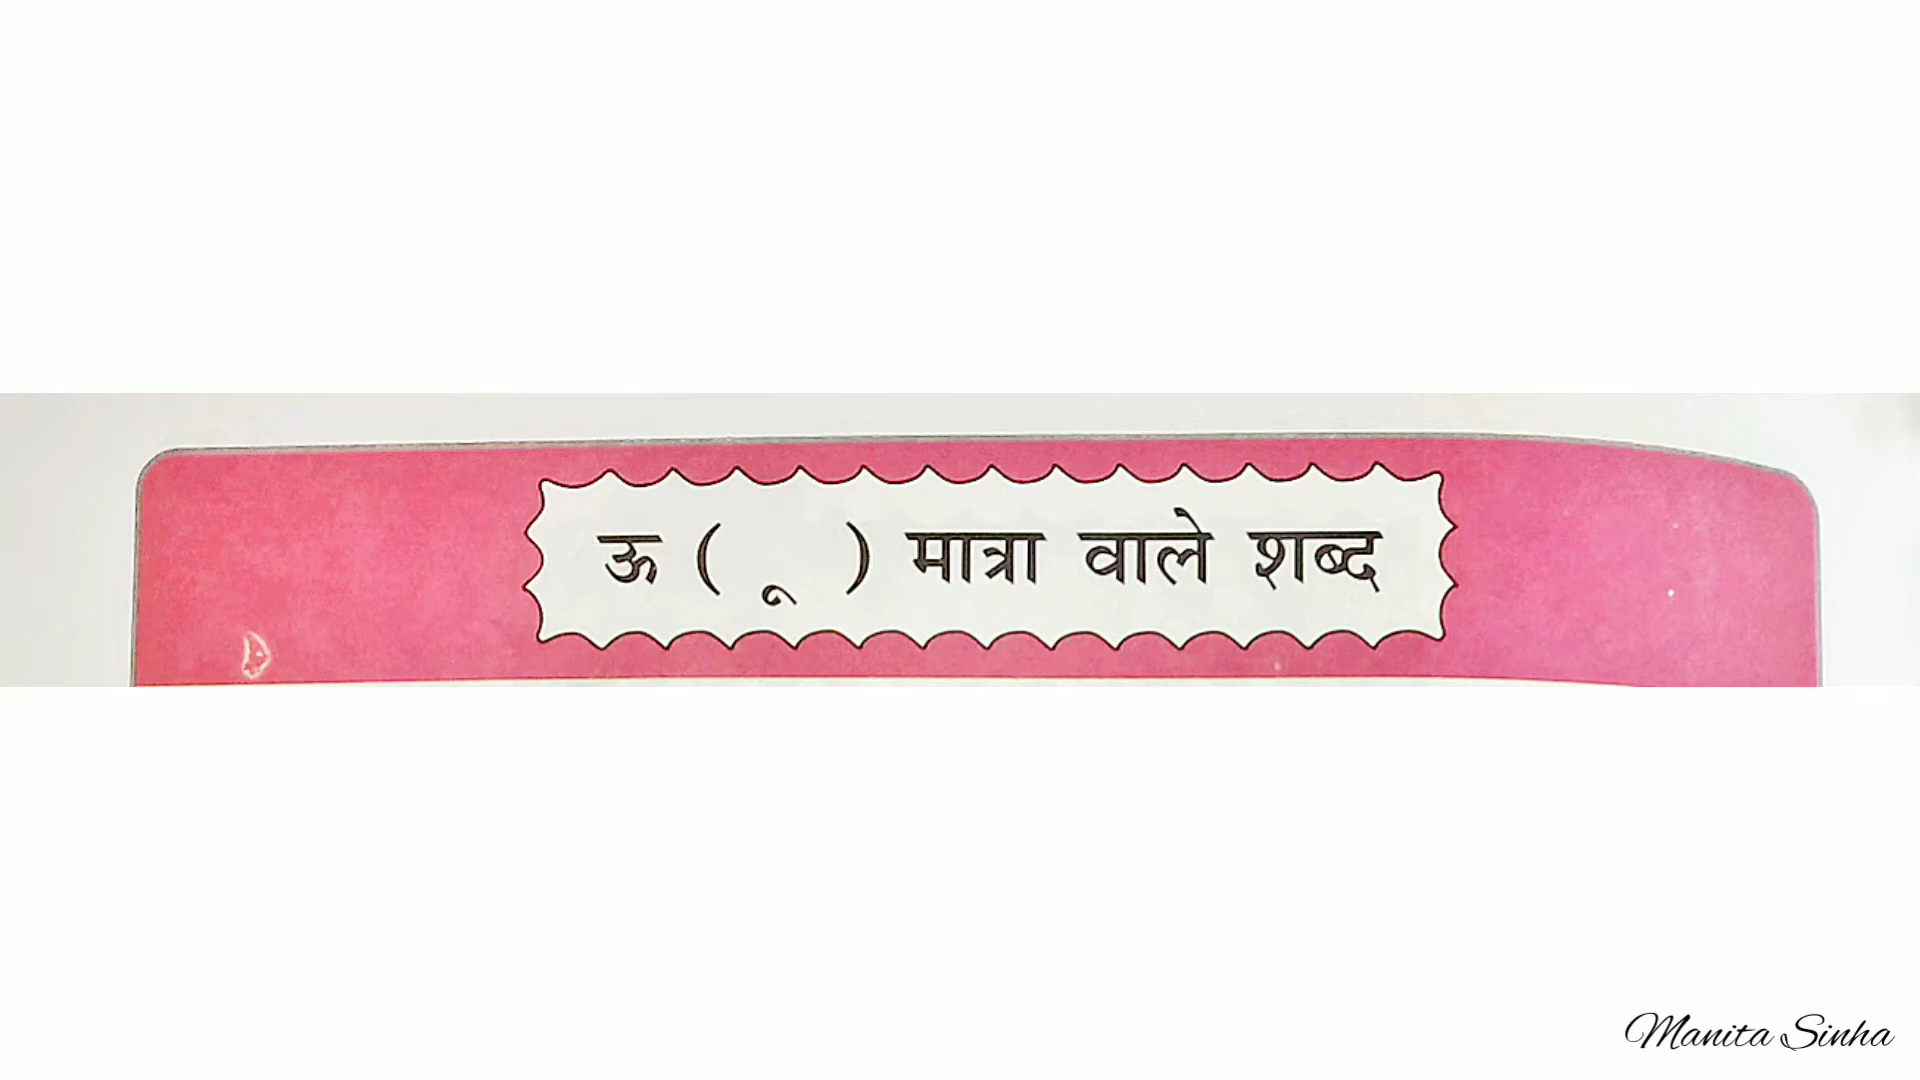 ऊ ( ू ) मात्रा वाले शब्द
Manita Sinha